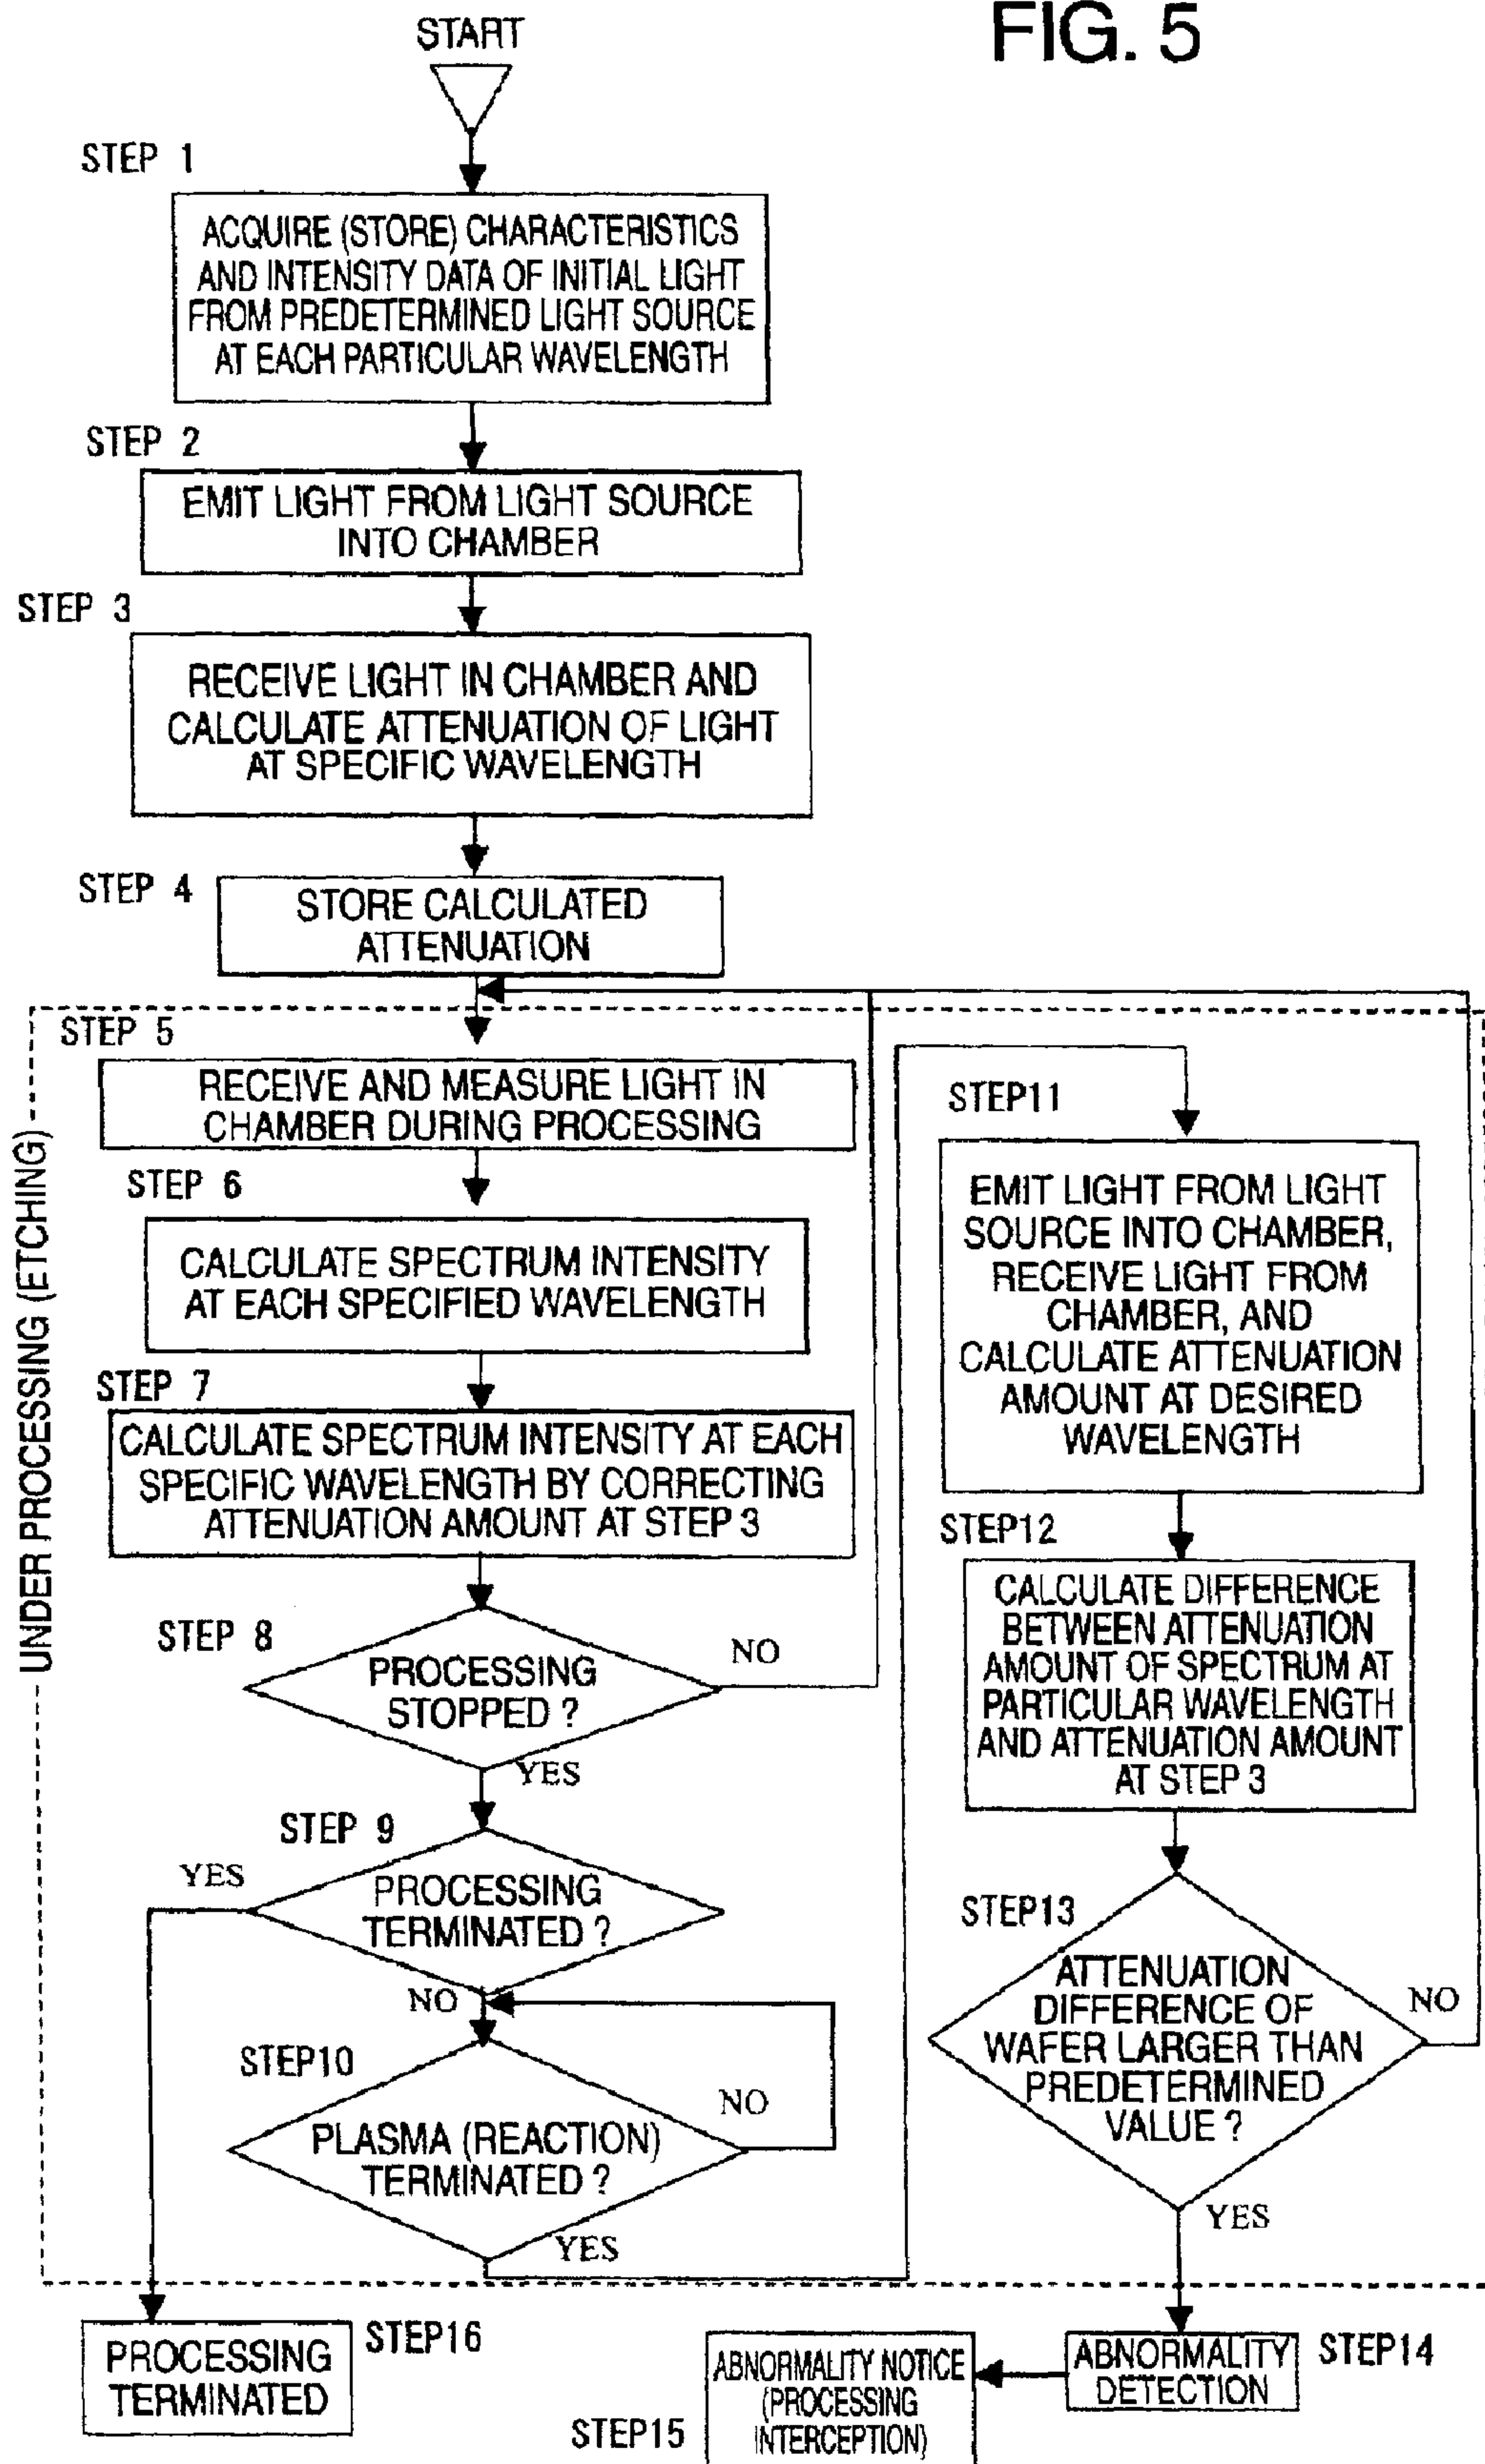 FIG. 5
START
STEP 1
ACQUIRE (STORE) CHARACTERISTICS
AND INTENSITY DATA OF INITIAL LIGHT
FROM PREDETERMINED LIGHT SOURCE
AT EACH PARTICULAR WAVELENGTH
STEP 2
EMIT LIGHT FROM LIGHT SOURCE
INTO CHAMBER
STEP 3
RECEIVE LIGHT IN CHAMBER AND
CALCULATE ATTENUATION OF LIGHT
AT SPECIFIC WAVELENGTH
STEP 4
STORE CALCULATED
ATTENUATION
UNDER PROCESSING (ETCHING)
STEP 5
RECEIVE AND MEASURE LIGHT IN
CHAMBER DURING PROCESSING
STEP 6
CALCULATE SPECTRUM INTENSITY
AT EACH SPECIFIED WAVELENGTH
STEP 7
CALCULATE SPECTRUM INTENSITY AT EACH
SPECIFIC WAVELENGTH BY CORRECTING
ATTENUATION AMOUNT AT STEP 3
STEP 8
PROCESSING
STOPPED ?
NO
YES
STEP 9
YES
PROCESSING
TERMINATED ?
NO
STEP10
PLASMA (REACTION)
TERMINATED ?
NO
YES
STEP11
EMIT LIGHT FROM LIGHT
SOURCE INTO CHAMBER,
RECEIVE LIGHT FROM
CHAMBER, AND
CALCULATE ATTENUATION
AMOUNT AT DESIRED
WAVELENGTH
STEP12
CALCULATE DIFFERENCE
BETWEEN ATTENUATION
AMOUNT OF SPECTRUM AT
PARTICULAR WAVELENGTH
AND ATTENUATION AMOUNT
AT STEP 3
STEP13
ATTENUATION
DIFFERENCE OF
WAFER LARGER THAN
PREDETERMINED
VALUE ?
NO
YES
PROCESSING
TERMINATED
STEP16
ABNORMALITY
DETECTION
STEP14
ABNORMALITY NOTICE
(PROCESSING
INTERCEPTION)
STEP15